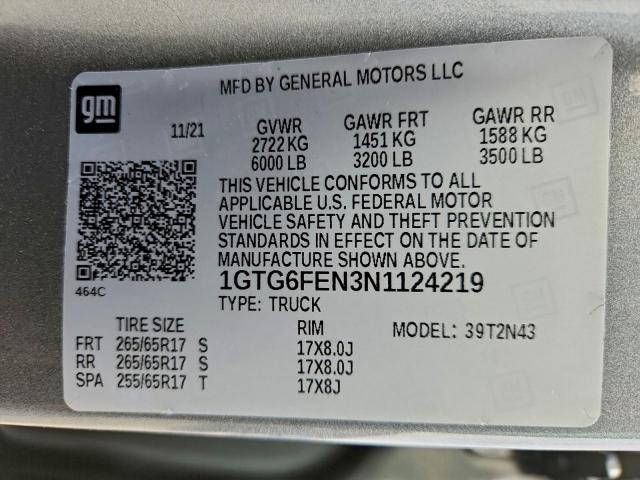 gm
MFD BY GENERAL MOTORS LLC
11/21 GVWR GAWR FRT GAWR RR
2722 KG 1451 KG 1588 KG
6000 LB 3200 LB 3500 LB
THIS VEHICLE CONFORMS TO ALL
APPLICABLE U.S. FEDERAL MOTOR
VEHICLE SAFETY AND THEFT PREVENTION
STANDARDS IN EFFECT ON THE DATE OF
MANUFACTURE SHOWN ABOVE.
464C
1GTG6FEN3N1124219
TYPE: TRUCK
TIRE SIZE RIM MODEL: 39T2N43
FRT 265/65R17 S 17X8.0J
RR 265/65R17 S 17X8.0J
SPA 255/65R17 T 17X8J